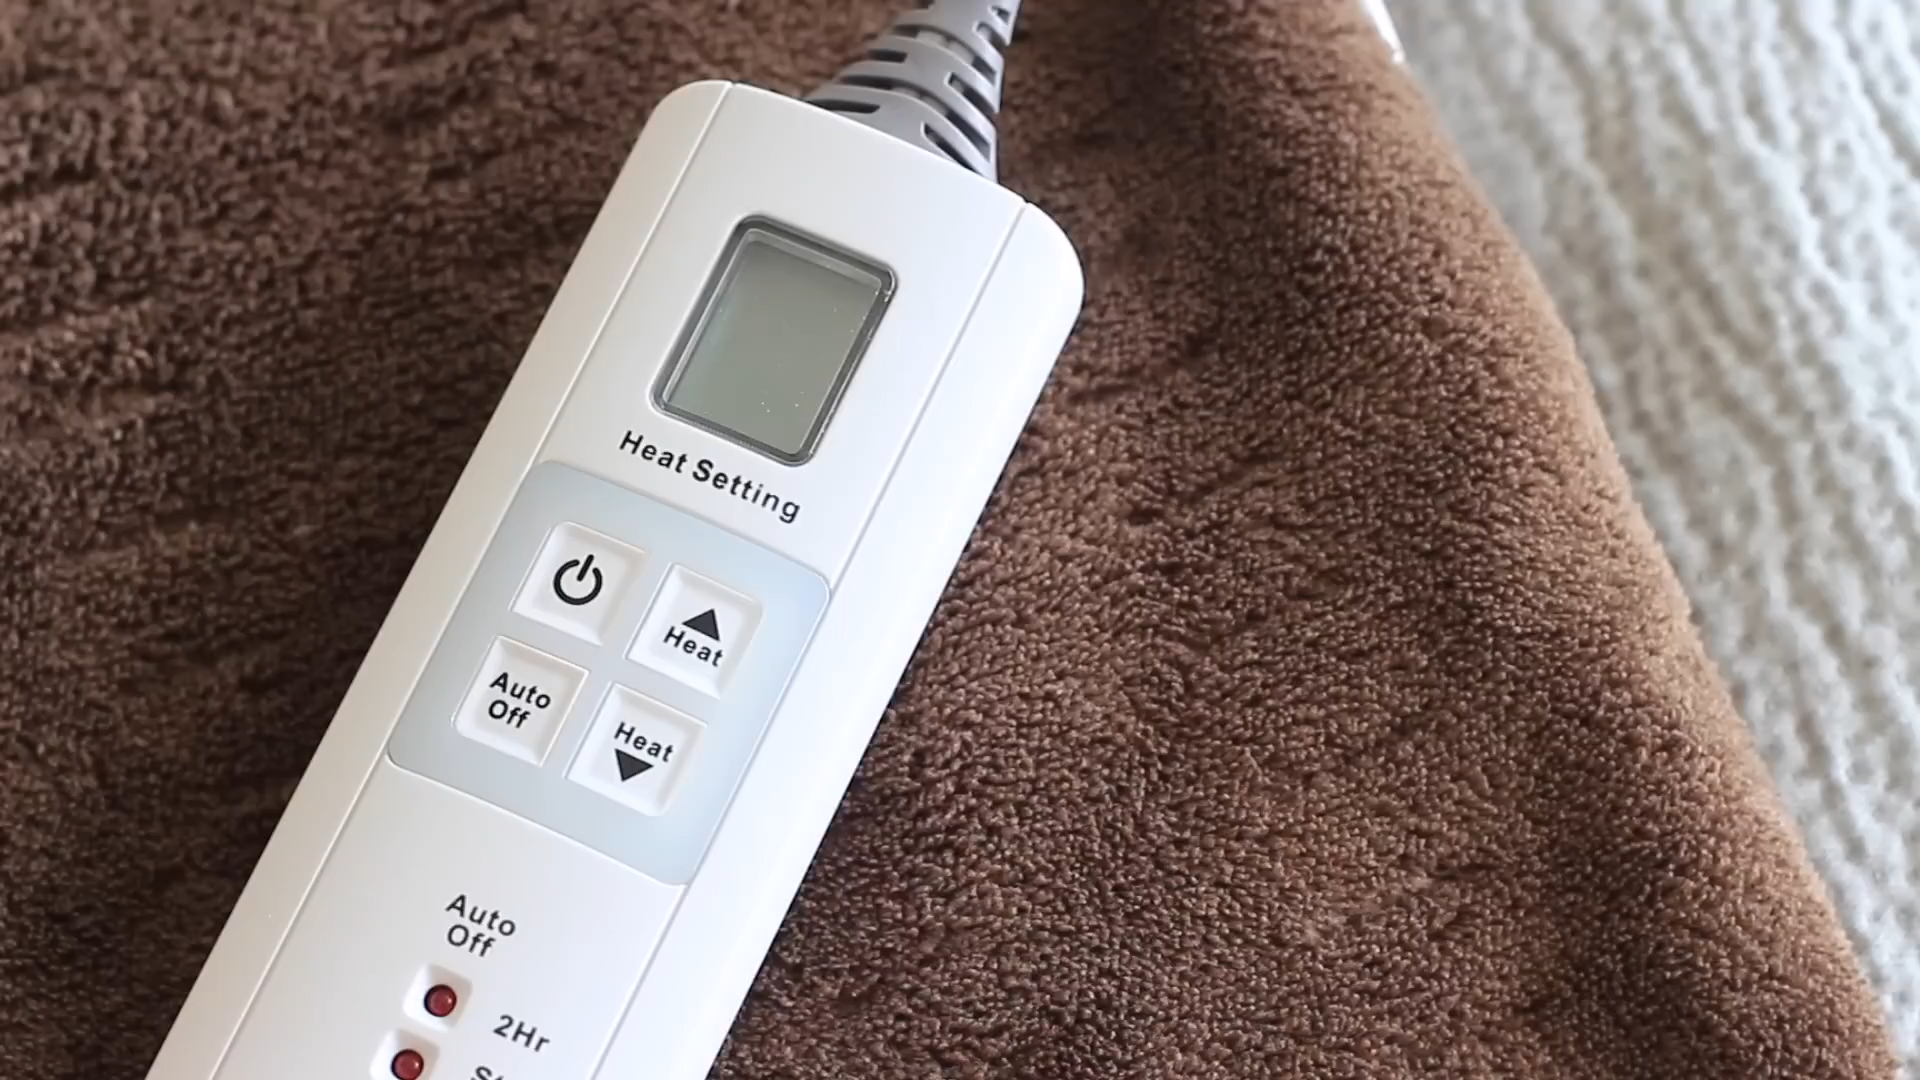 Heat Setting
Heat
Auto
Off
Heat
Auto
Off
2Hr